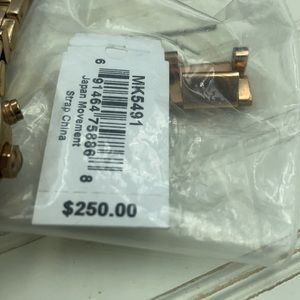 MK5491
6 91464 75886 8
Japan Movement
Strap China
$250.00